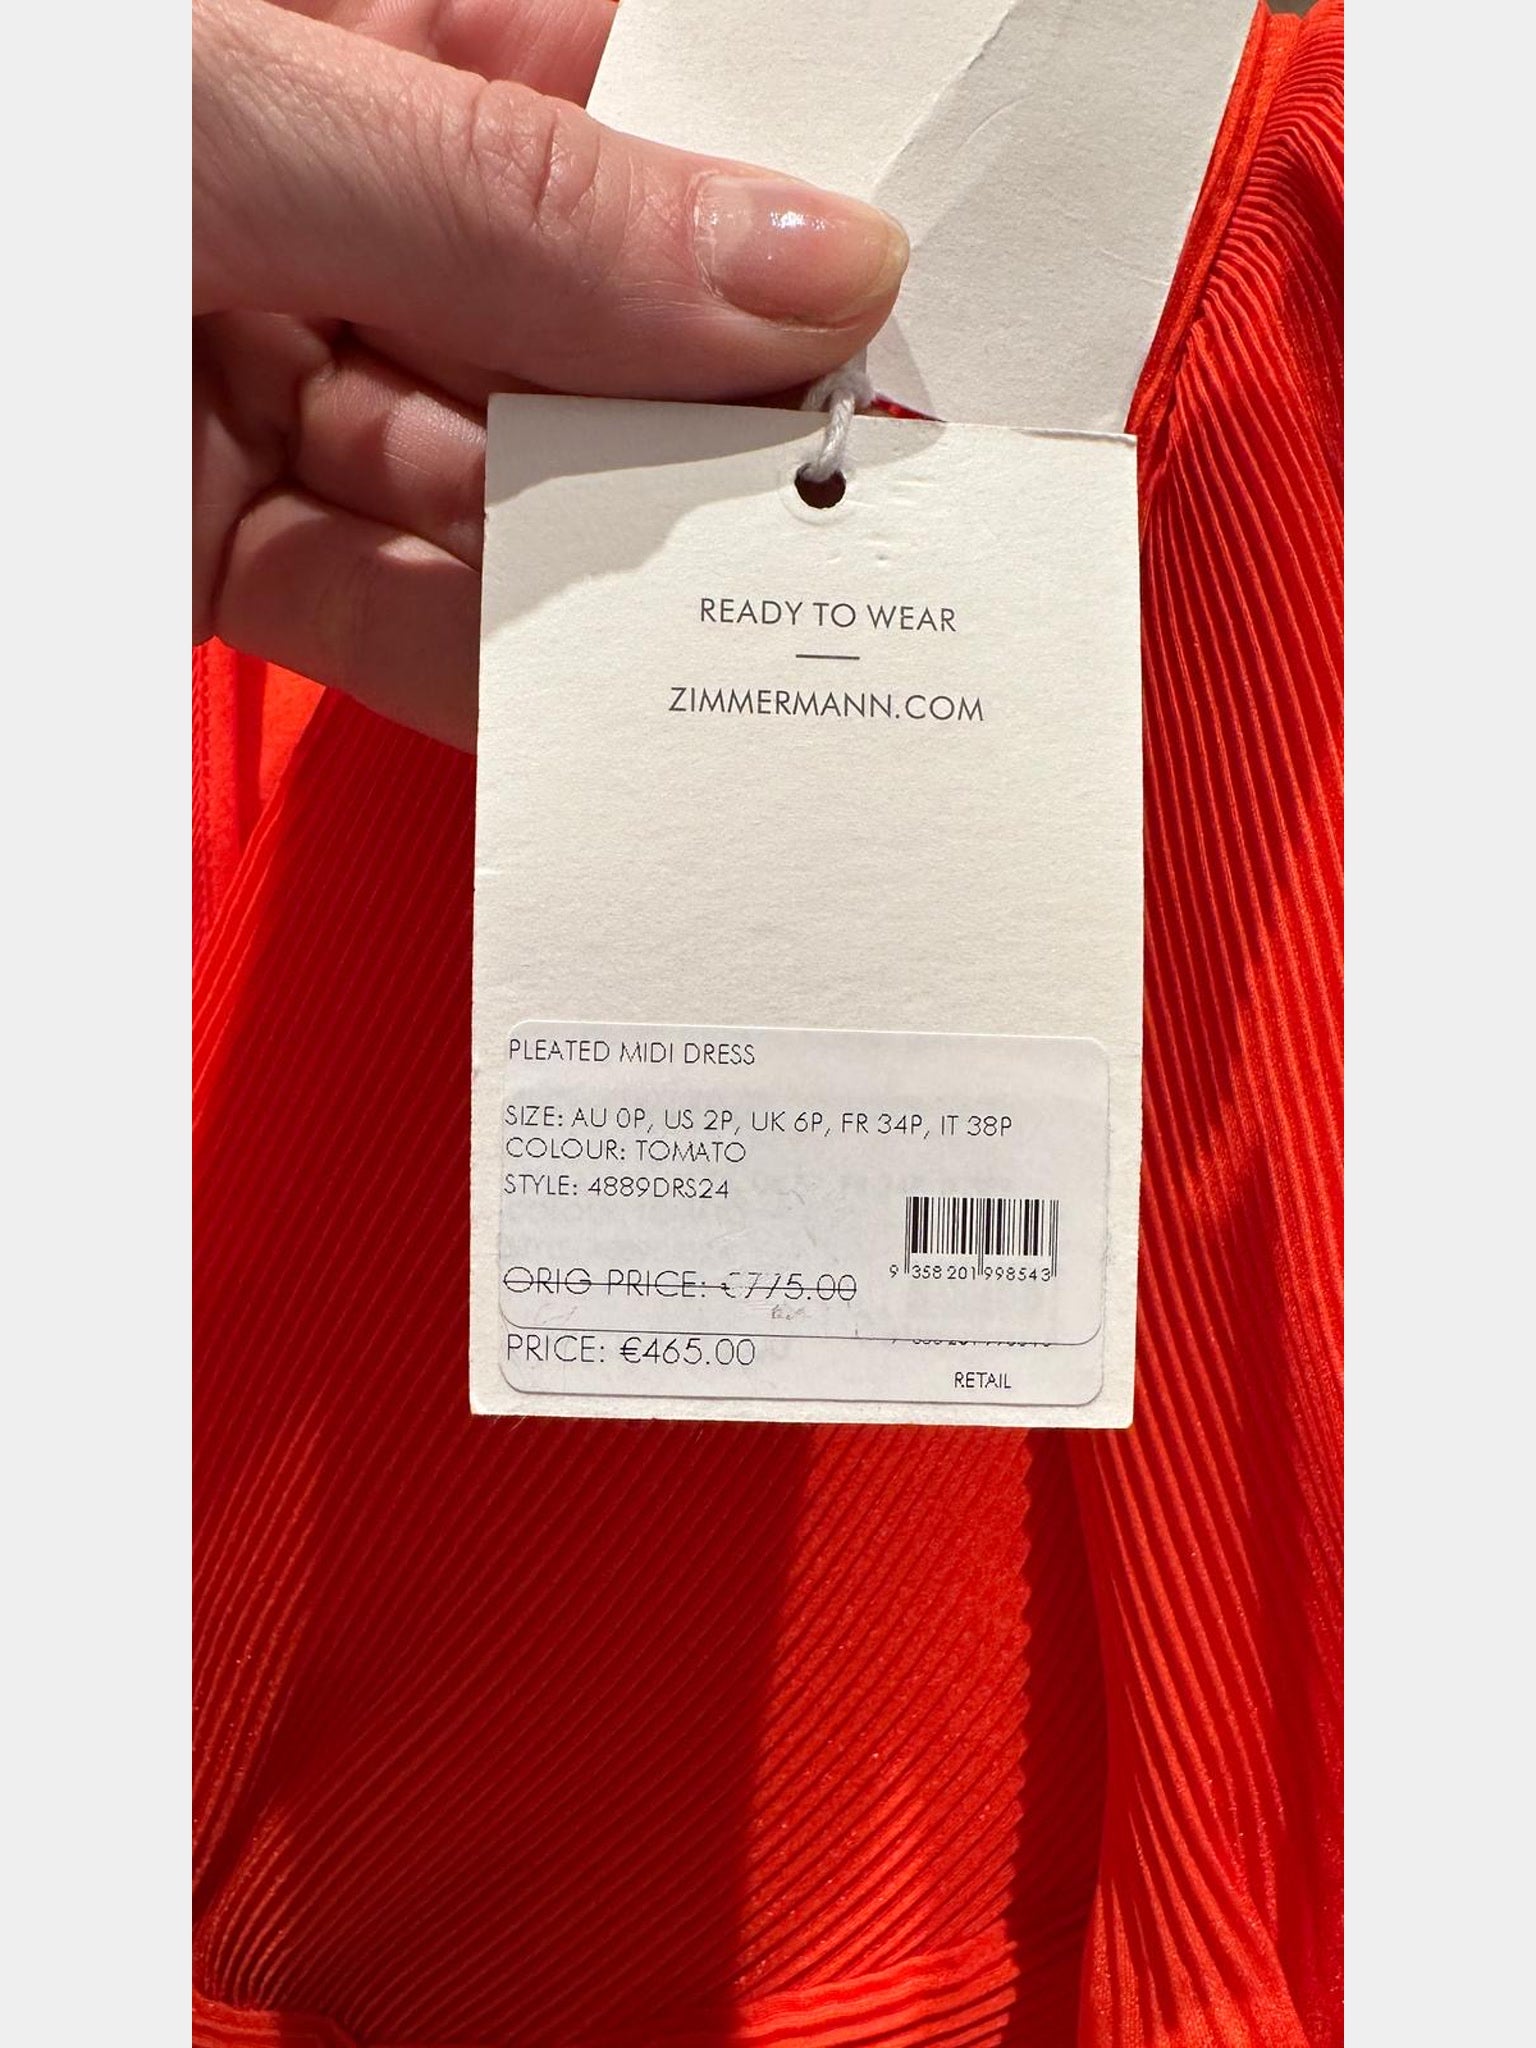 READY TO WEAR
ZIMMERMANN.COM
PLEATED MIDI DRESS
SIZE: AU 0P, US 2P, UK 6P, FR 34P, IT 38P
COLOUR: TOMATO
STYLE: 4889DRS24
ORIG PRICE: €775.00
9 358201 998543
PRICE: €465.00
RETAIL